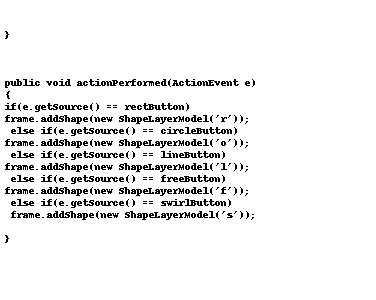 }
public void actionPerformed(ActionEvent e)
{
if(e.getSource() == rectButton)
frame.addShape(new ShapeLayerModel('r'));
else if(e.getSource() == circleButton)
frame.addShape(new ShapeLayerModel('o'));
else if(e.getSource() == lineButton)
frame.addShape(new ShapeLayerModel('l'));
else if(e.getSource() == freeButton)
frame.addShape(new ShapeLayerModel('f'));
else if(e.getSource() == swirlButton)
frame.addShape(new ShapeLayerModel('s'));
}